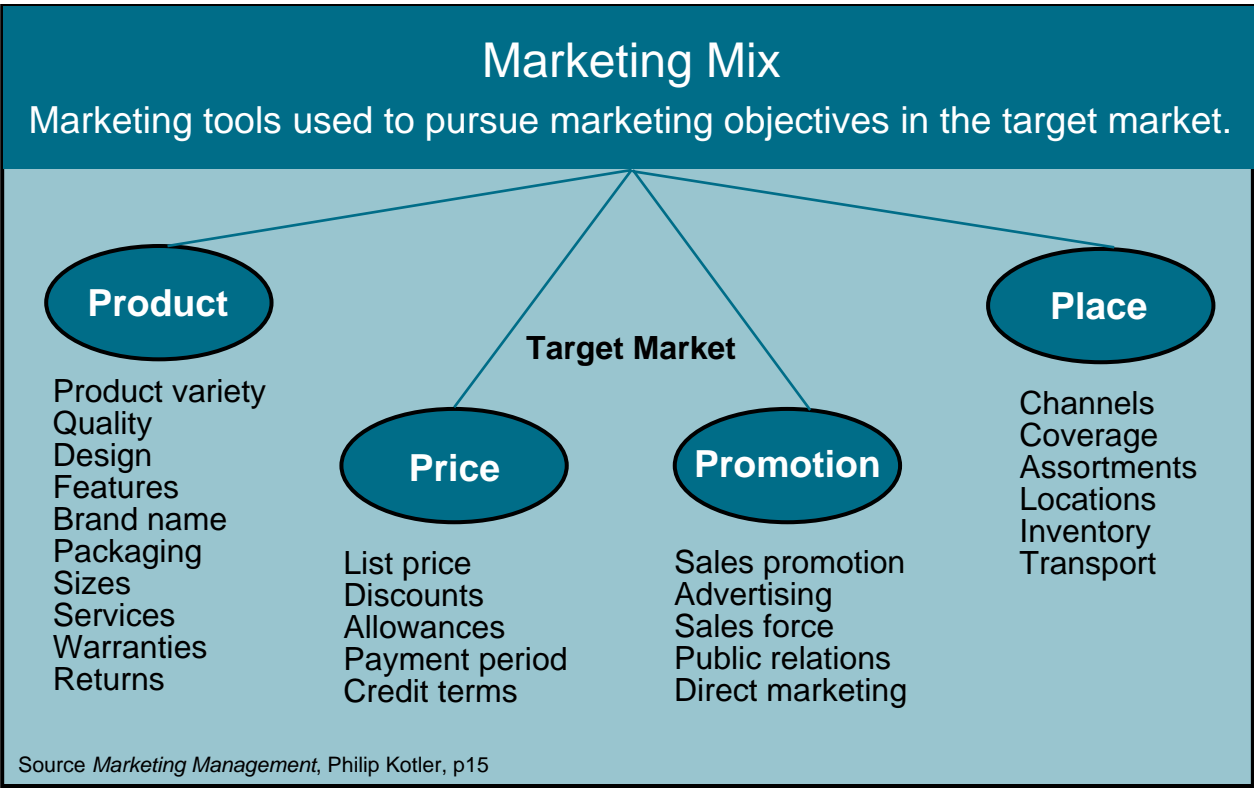 Marketing Mix
Marketing tools used to pursue marketing objectives in the target market.
Product
Product variety
Quality
Design
Features
Brand name
Packaging
Sizes
Services
Warranties
Returns
Target Market
Price
List price
Discounts
Allowances
Payment period
Credit terms
Promotion
Sales promotion
Advertising
Sales force
Public relations
Direct marketing
Place
Channels
Coverage
Assortments
Locations
Inventory
Transport
Source Marketing Management, Philip Kotler, p15